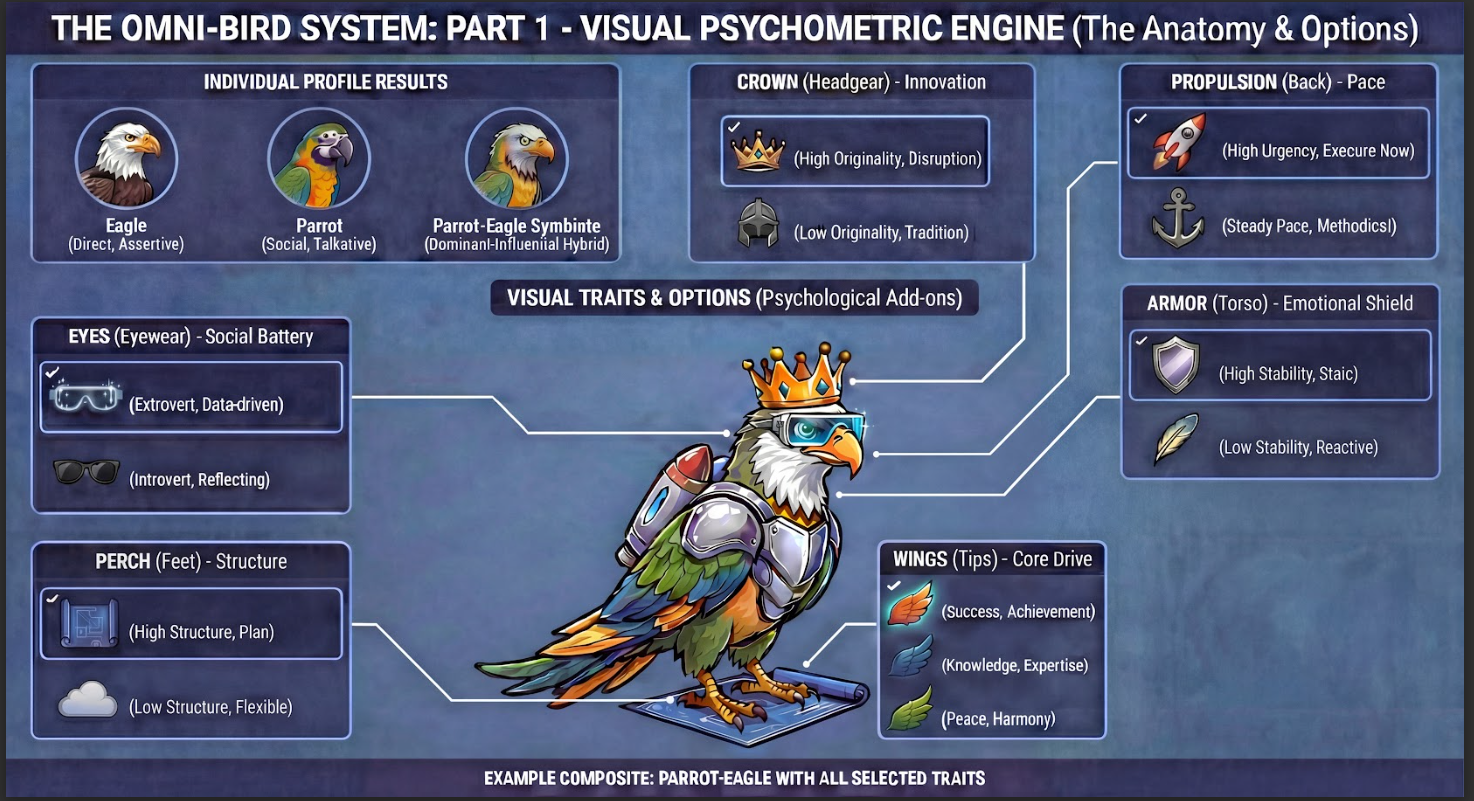 THE OMNI-BIRD SYSTEM: PART 1 - VISUAL PSYCHOMETRIC ENGINE (The Anatomy & Options)
INDIVIDUAL PROFILE RESULTS
Eagle
(Direct, Assertive)
Parrot
(Social, Talkative)
Parrot-Eagle Symbinte
(Dominanl-Influeniial Hybrid)
CROWN (Headgear) - Innovation
(High Originality, Disruption)
(Low Originality, Tradition)
PROPULSION (Back) - Pace
(High Urgency, Execure Now)
(Steady Pace, Methodicsl)
VISUAL TRAITS & OPTIONS (Psychological Add-ons)
EYES (Eyewear) - Social Battery
(Extrovert, Data-driven)
(Introvert, Reflecting)
ARMOR (Torso) - Emotional Shield
(High Stability, Staic)
(Low Stability, Reactive)
PERCH (Feet) - Structure
(High Structure, Plan)
(Low Structure, Flexible)
WINGS (Tips) - Core Drive
(Success, Achievement)
(Knowledge, Expertise)
(Peace, Harmony)
EXAMPLE COMPOSITE: PARROT-EAGLE WITH ALL SELECTED TRAITS